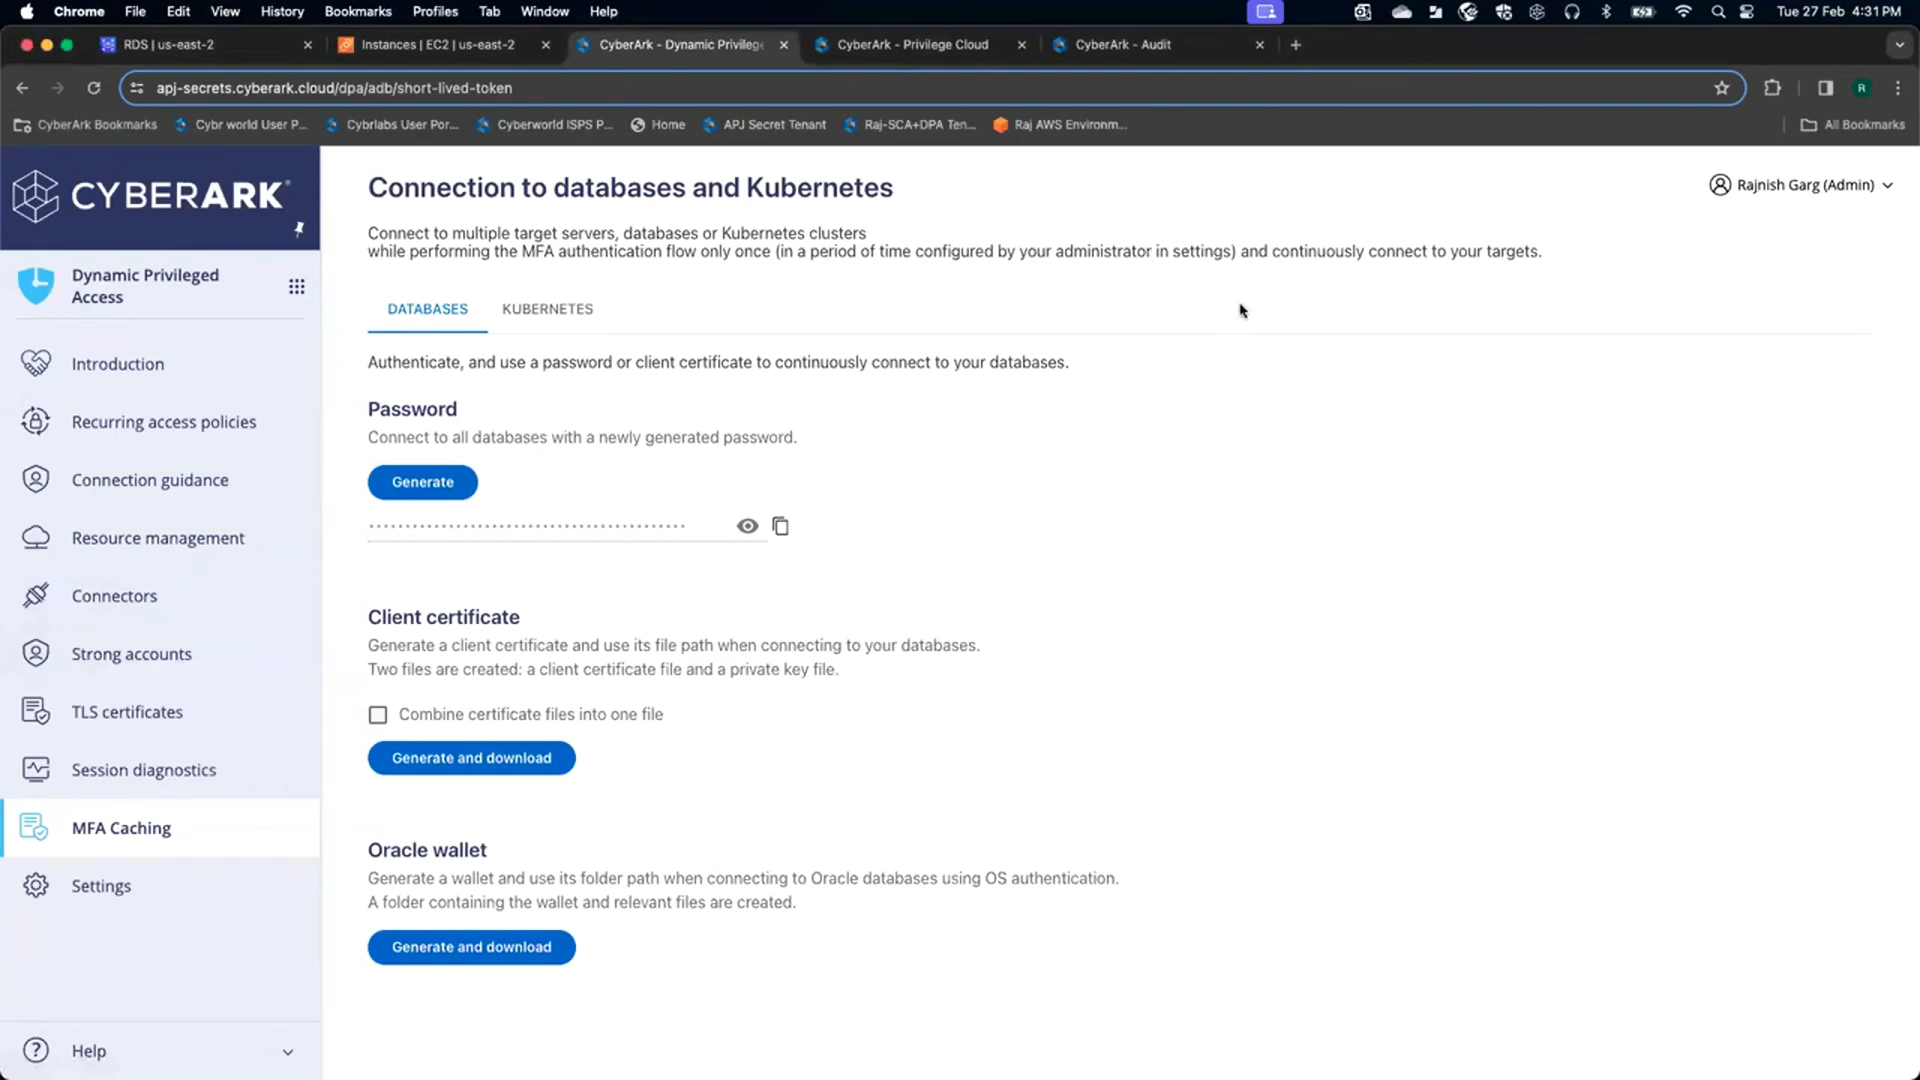 Chrome File Edit View History Bookmarks Profiles Tab Window Help Tue 27 Feb 4:31 PM
RDS | us-east-2 Instances | EC2 | us-east-2 CyberArk - Dynamic Privileg CyberArk - Privilege Cloud CyberArk - Audit
apj-secrets.cyberark.cloud/dpa/adb/short-lived-token R
CyberArk Bookmarks Cybr world User P... Cybrlabs User Por... Cyberworld ISPS P... Home APJ Secret Tenant Raj-SCA+DPA Ten... Raj AWS Environm... All Bookmarks
CYBERARK®
Dynamic Privileged
Access
Introduction
Recurring access policies
Connection guidance
Resource management
Connectors
Strong accounts
TLS certificates
Session diagnostics
MFA Caching
Settings
Help
Connection to databases and Kubernetes
Rajnish Garg (Admin)
Connect to multiple target servers, databases or Kubernetes clusters
while performing the MFA authentication flow only once (in a period of time configured by your administrator in settings) and continuously connect to your targets.
DATABASES KUBERNETES
Authenticate, and use a password or client certificate to continuously connect to your databases.
Password
Connect to all databases with a newly generated password.
Generate
Client certificate
Generate a client certificate and use its file path when connecting to your databases.
Two files are created: a client certificate file and a private key file.
Combine certificate files into one file
Generate and download
Oracle wallet
Generate a wallet and use its folder path when connecting to Oracle databases using OS authentication.
A folder containing the wallet and relevant files are created.
Generate and download